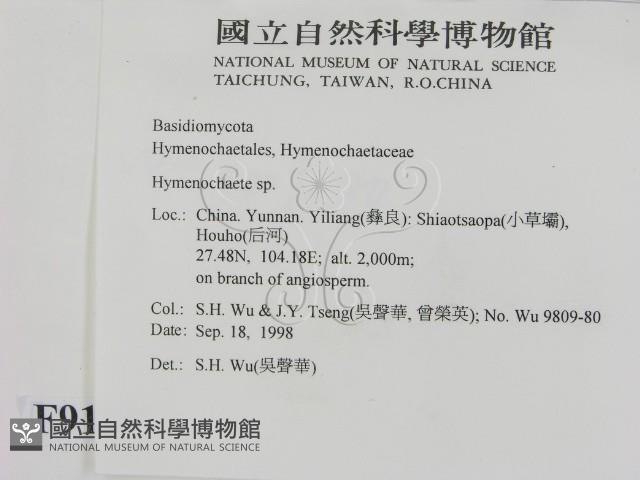 國立自然科學博物館
NATIONAL MUSEUM OF NATURAL SCIENCE
TAICHUNG, TAIWAN, R.O.CHINA
Basidiomycota
Hymenochaetales, Hymenochaetaceae
Hymenochaete sp.
Loc.: China. Yunnan. Yiliang(彝良): Shiaotsaopa(小草壩),
Houho(后河)
27.48N, 104.18E; alt. 2,000m;
on branch of angiosperm.
Col.: S.H. Wu & J.Y. Tseng(吳聲華, 曾榮英); No. Wu 9809-80
Date: Sep. 18, 1998
Det.: S.H. Wu(吳聲華)
F91
國立自然科學博物館
NATIONAL MUSEUM OF NATURAL SCIENCE